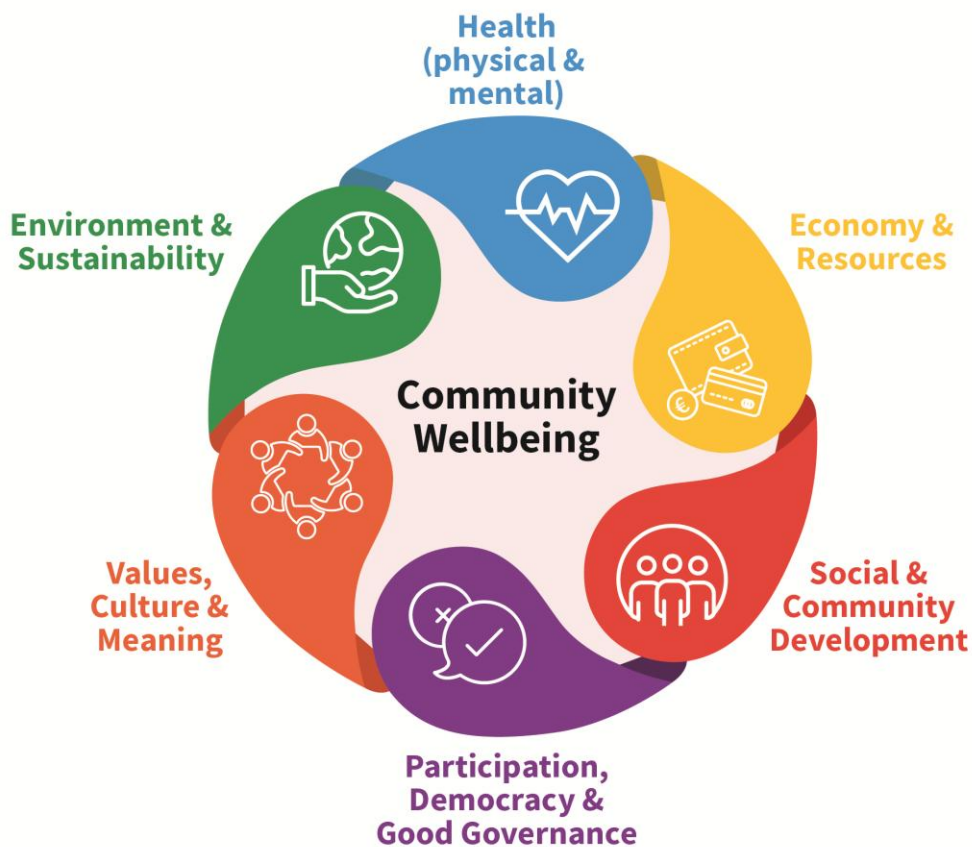 Health
(physical &
mental)
Economy &
Resources
Social &
Community
Development
Participation,
Democracy &
Good Governance
Values,
Culture &
Meaning
Environment &
Sustainability
Community
Wellbeing
€